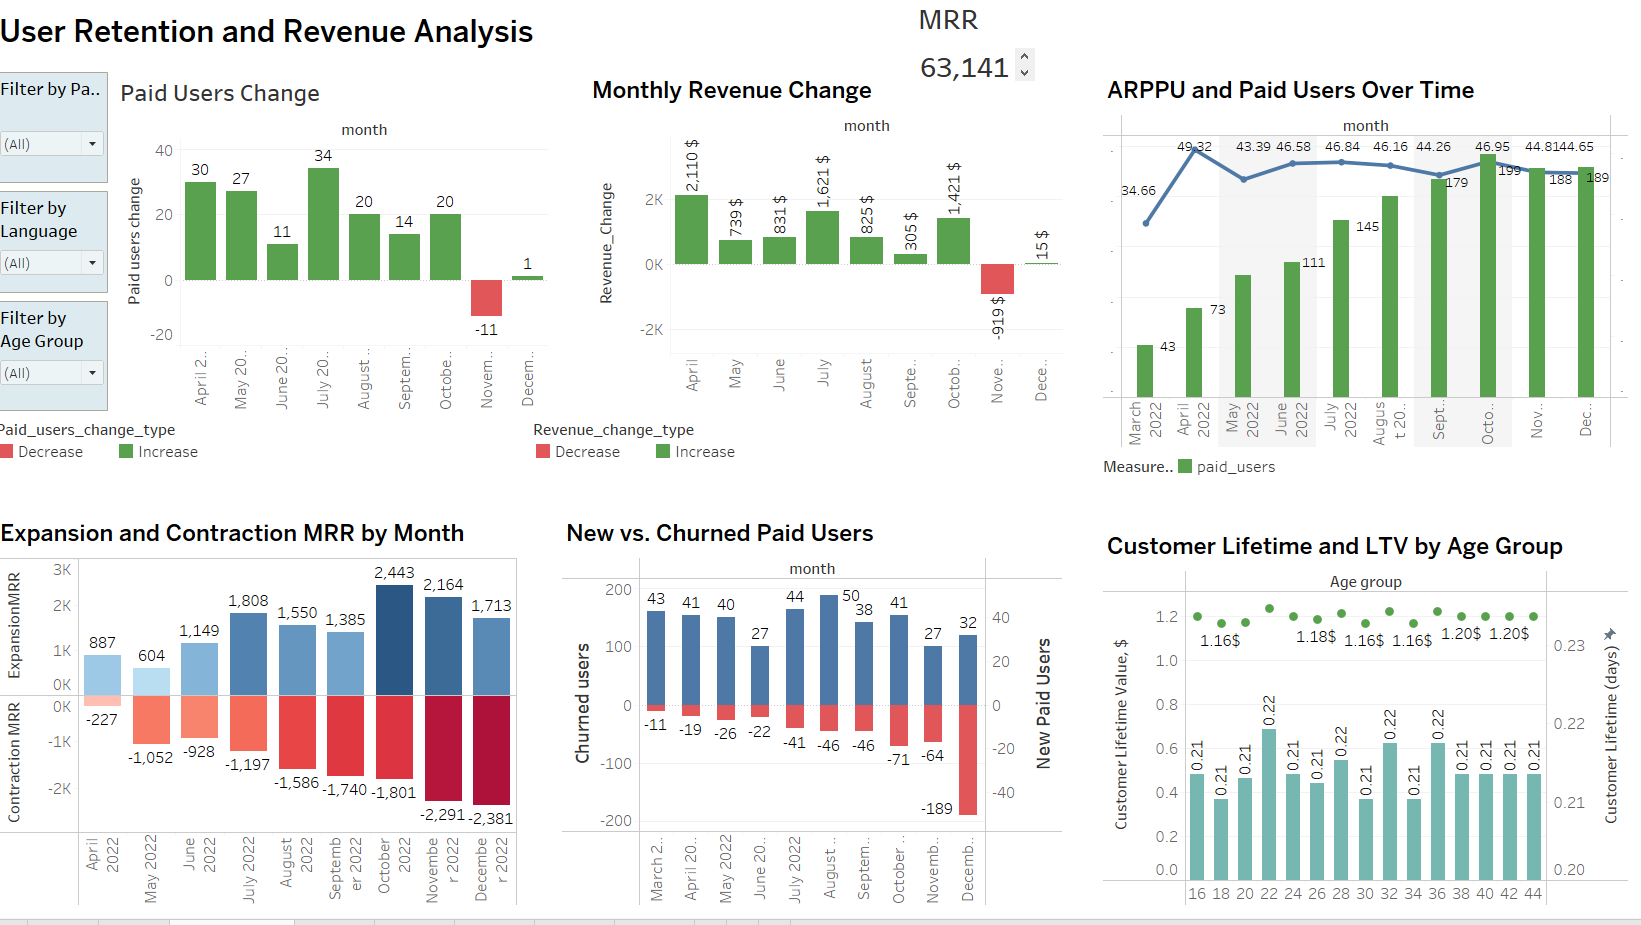 User Retention and Revenue Analysis
MRR
63,141
Filter by Pa..
(All)
Filter by
Language
(All)
Filter by
Age Group
(All)
Paid Users Change
month
Paid users change
40
20
0
-20
30
27
11
34
20
14
20
-11
1
April 2..
May 20..
June 20..
July 20..
August ..
Septem..
Octobe..
Novem..
Decem..
Paid_users_change_type
Decrease
Increase
Monthly Revenue Change
month
Revenue_Change
2K
0K
-2K
2,110 $
739 $
831 $
1,621 $
825 $
305 $
1,421 $
-919 $
15 $
April
May
June
July
August
Septe..
Octob..
Nove..
Dece..
Revenue_change_type
Decrease
Increase
ARPPU and Paid Users Over Time
month
34.66
49.32
43.39
46.58
46.84
46.16
44.26
46.95
44.81
44.65
43
73
111
145
179
199
188
189
March
2022
April
2022
May
2022
June
2022
July
2022
Augus
t 20..
Sept..
Octo..
Nov..
Dec..
Measure..
paid_users
Expansion and Contraction MRR by Month
ExpansionMRR
3K
2K
1K
0K
887
604
1,149
1,808
1,550
1,385
2,443
2,164
1,713
Contraction MRR
0K
-1K
-2K
-227
-1,052
-928
-1,197
-1,586
-1,740
-1,801
-2,291
-2,381
April
2022
May 2022
June
2022
July 2022
August
2022
Septemb
er 2022
October
2022
Novembe
r 2022
Decembe
r 2022
New vs. Churned Paid Users
month
Churned users
200
100
0
-100
-200
43
41
40
27
44
50
38
41
27
32
-11
-19
-26
-22
-41
-46
-46
-71
-64
-189
40
20
0
-20
-40
New Paid Users
March 2..
April 20..
May 2022
June 20..
July 2022
August ..
Septem..
October ..
Novemb..
Decemb..
Customer Lifetime and LTV by Age Group
Age group
Customer Lifetime Value, $
1.2
1.0
0.8
0.6
0.4
0.2
0.0
1.16$
1.18$
1.16$
1.16$
1.20$
1.20$
0.21
0.21
0.21
0.22
0.21
0.21
0.22
0.21
0.22
0.21
0.22
0.21
0.21
0.21
0.21
0.23
0.22
0.21
0.20
Customer Lifetime (days)
16
18
20
22
24
26
28
30
32
34
36
38
40
42
44